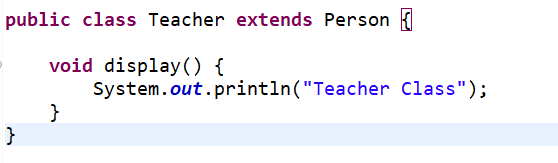 public class Teacher extends Person {
void display() {
System.out.println("Teacher Class");
}
}